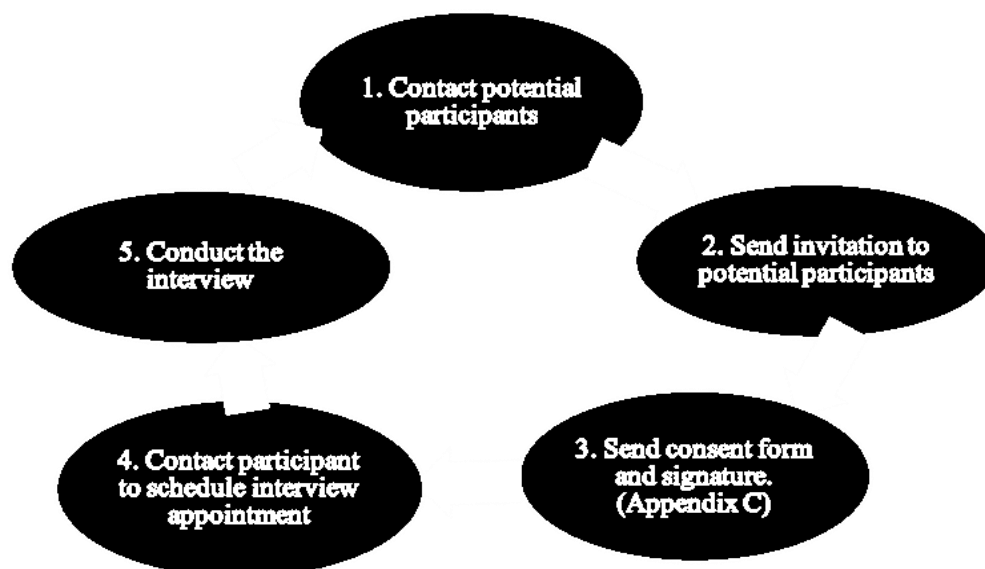 1. Contact potential
participants
2. Send invitation to
potential participants
3. Send consent form
and signature.
(Appendix C)
4. Contact participant
to schedule interview
appointment
5. Conduct the
interview